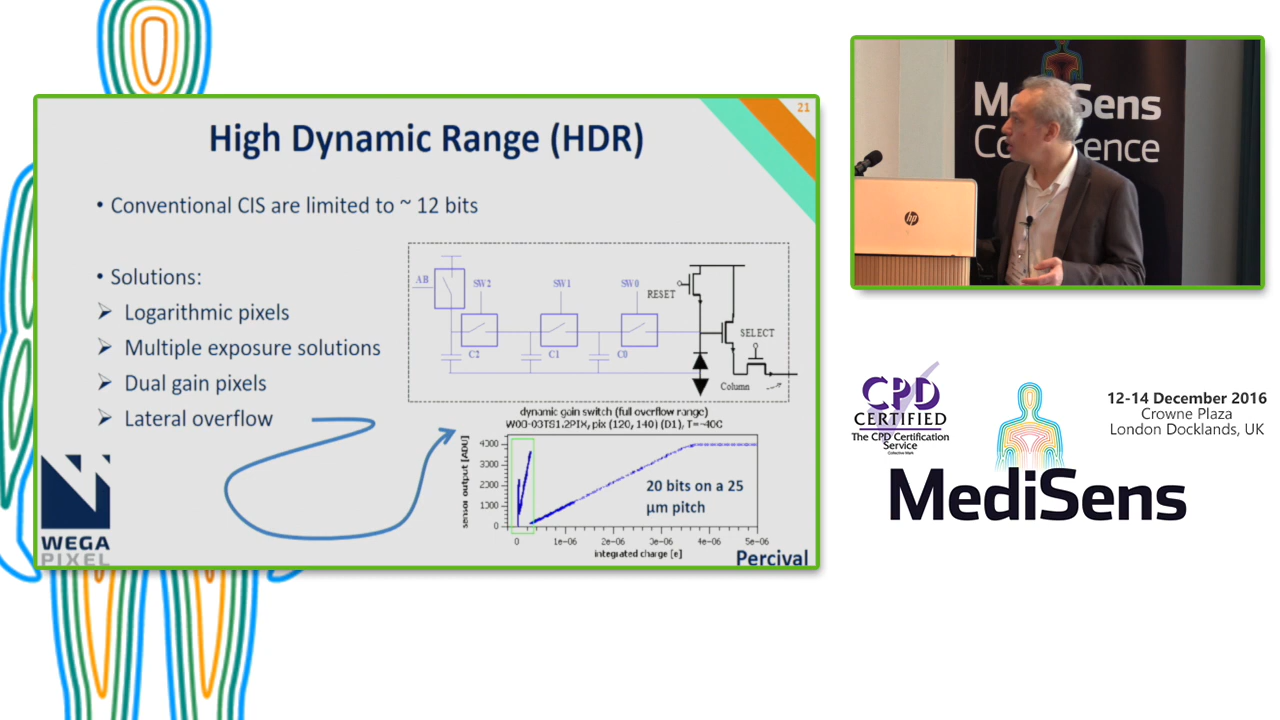 21
High Dynamic Range (HDR)
• Conventional CIS are limited to ~ 12 bits
• Solutions:
➢ Logarithmic pixels
➢ Multiple exposure solutions
➢ Dual gain pixels
➢ Lateral overflow
AB
SW2
SW1
SW0
RESET
SELECT
C2
C1
C0
Column
dynamic gain switch (full overflow range)
pix (120, 140) (D1), T=-40C
sensor output [ADU]
3000
2000
1000
0
20 bits on a 25
µm pitch
0 1e-06 2e-06 3e-06 4e-06 5e-06
integrated charge [e]
Percival
WEGA
PIXEL
MediSens
Conference
hp
CPD
CERTIFIED
The CPD Certification
Service
Collective Mark
12-14 December 2016
Crowne Plaza
London Docklands, UK
MediSens